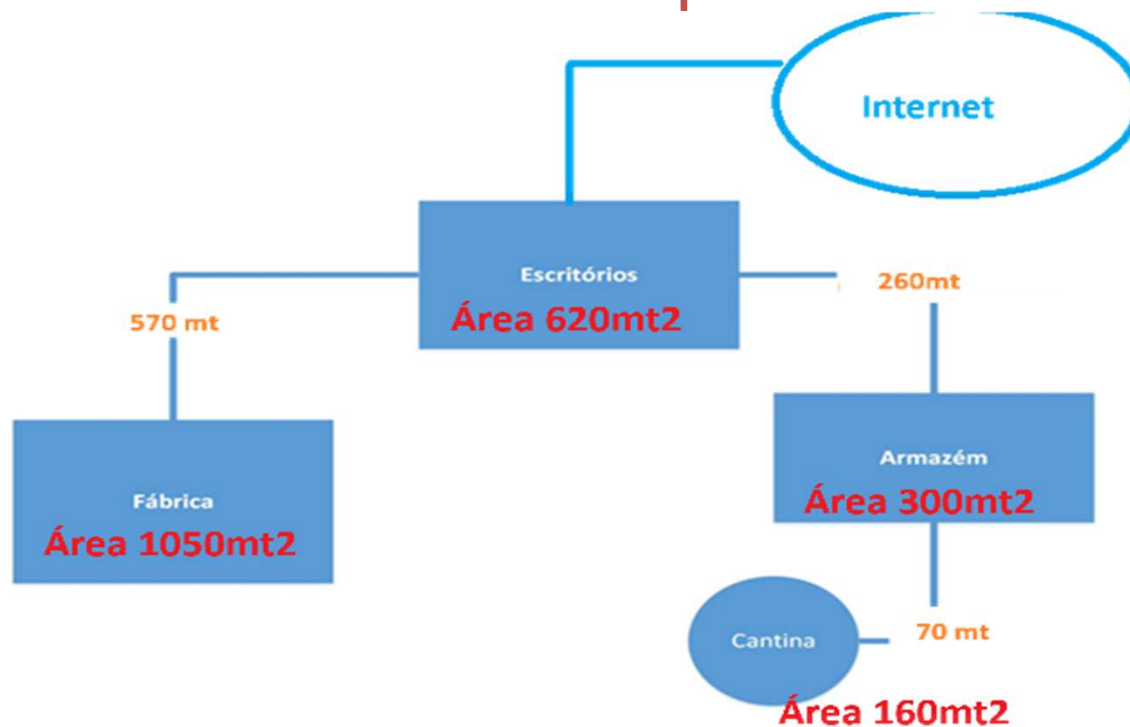 Internet
Escritórios
Área 620mt2
260mt
570 mt
Armazém
Área 300mt2
Fábrica
Área 1050mt2
Cantina
70 mt
Área 160mt2